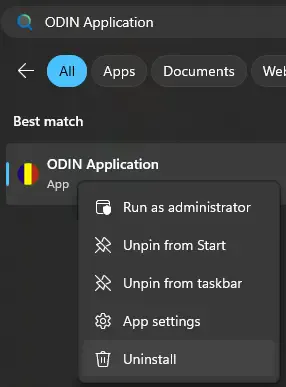 ODIN Application
All
Apps
Documents
Web
Best match
ODIN Application
App
Run as administrator
Unpin from Start
Unpin from taskbar
App settings
Uninstall